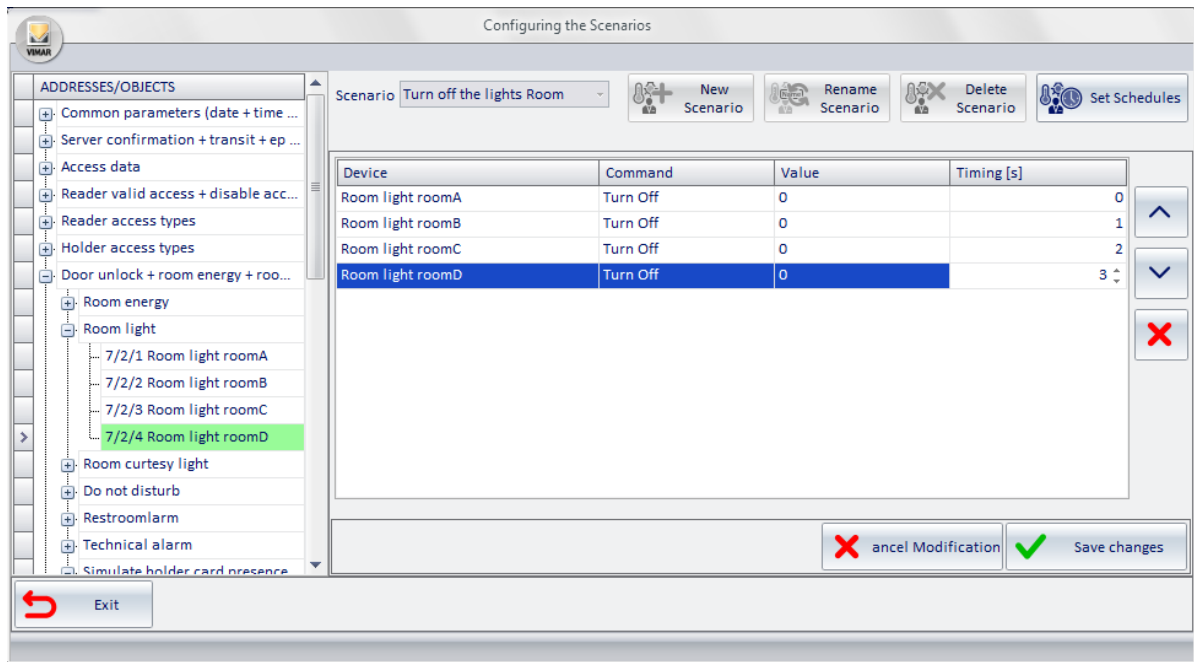 Configuring the Scenarios
VIMAR
ADDRESSES/OBJECTS
Common parameters (date + time ...
Server confirmation + transit + ep ...
Access data
Reader valid access + disable acc...
Reader access types
Holder access types
Door unlock + room energy + roo...
Room energy
Room light
7/2/1 Room light roomA
7/2/2 Room light roomB
7/2/3 Room light roomC
7/2/4 Room light roomD
Room curtesy light
Do not disturb
Restroomlarm
Technical alarm
Simulate holder card presence
Scenario Turn off the lights Room
New
Scenario
Rename
Scenario
Delete
Scenario
Set Schedules
Device Command Value Timing [s]
Room light roomA Turn Off 0 0
Room light roomB Turn Off 0 1
Room light roomC Turn Off 0 2
Room light roomD Turn Off 0 3
ancel Modification
Save changes
Exit